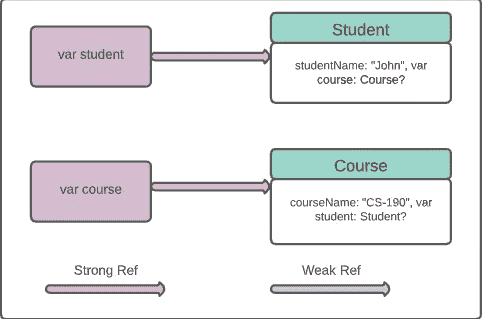 var student
Student
studentName: "John", var
course: Course?
var course
Course
courseName: "CS-190", var
student: Student?
Strong Ref
Weak Ref